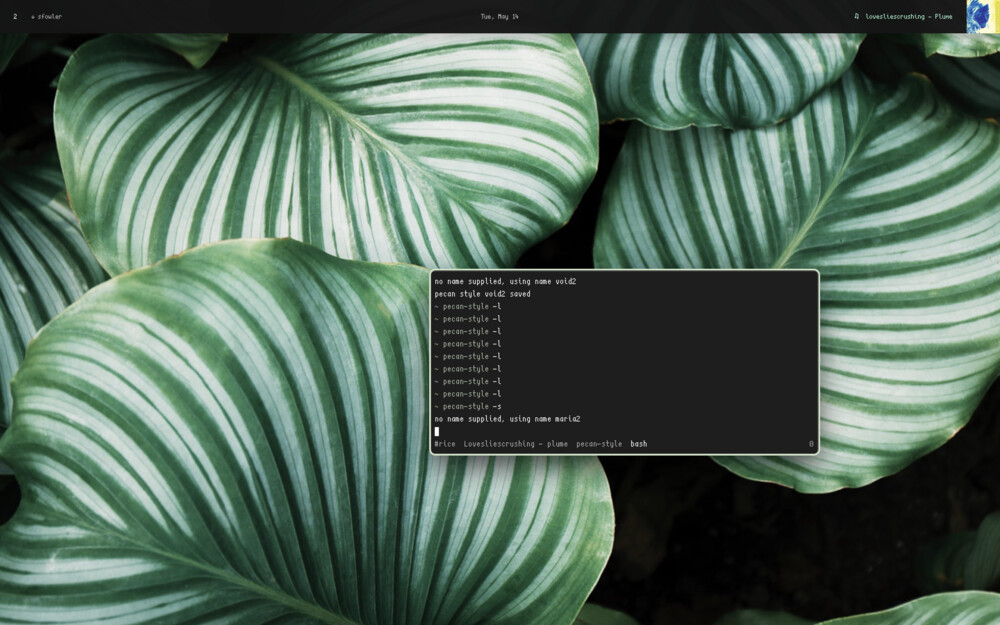 2 ± sfowler Tue, May 14 ♫ lovesliescrushing - Plume
no name supplied, using name void2
pecan style void2 saved
~ pecan-style -l
~ pecan-style -l
~ pecan-style -l
~ pecan-style -l
~ pecan-style -l
~ pecan-style -l
~ pecan-style -l
~ pecan-style -l
~ pecan-style -s
no name supplied, using name maria2
#rice Lovesliescrushing - plume pecan-style bash 0